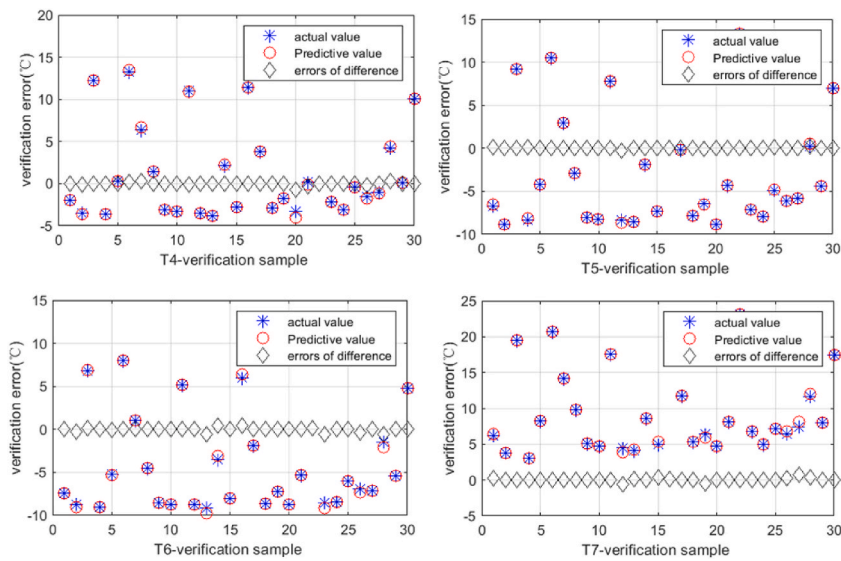 20
15
10
5
0
-5
verification error(℃)
actual value
Predictive value
errors of difference
0 5 10 15 20 25 30
T4-verification sample
15
10
5
0
-5
-10
verification error(℃)
actual value
Predictive value
errors of difference
0 5 10 15 20 25 30
T5-verification sample
15
10
5
0
-5
-10
verification error(℃)
actual value
Predictive value
errors of difference
0 5 10 15 20 25 30
T6-verification sample
25
20
15
10
5
0
-5
verification error(℃)
actual value
Predictive value
errors of difference
0 5 10 15 20 25 30
T7-verification sample